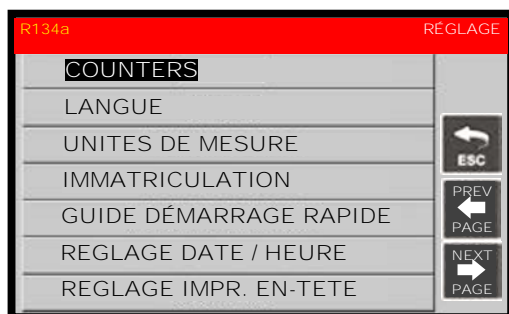 R134a RÉGLAGE
COUNTERS
LANGUE
UNITES DE MESURE
ESC
IMMATRICULATION
PREV
PAGE
GUIDE DÉMARRAGE RAPIDE
REGLAGE DATE / HEURE
NEXT
PAGE
REGLAGE IMPR. EN-TETE